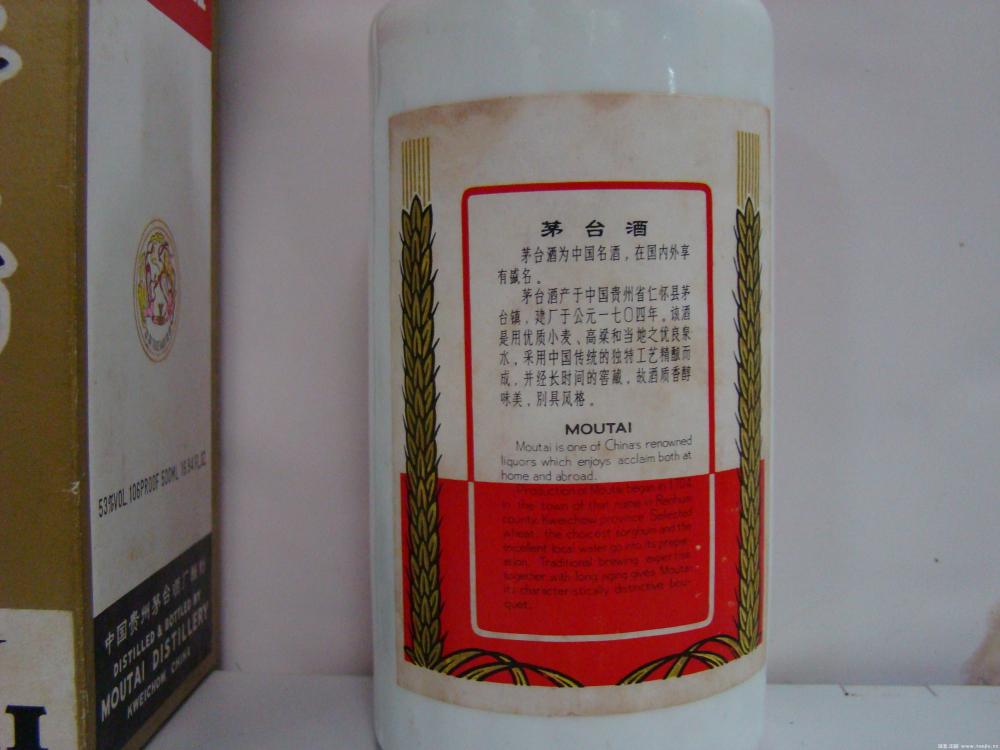 53%VOL. 106PROOF 500ML 16.94 FL.OZ.
中国贵州茅台酒厂
DISTILLED & BOTTLED BY
MOUTAI DISTILLERY
KWEICHOW CHINA
茅台酒
茅台酒为中国名酒，在国内外享
有盛名。
茅台酒产于中国贵州省仁怀县茅
台镇，建厂于公元一七〇四年。该酒
是用优质小麦、高粱和当地之优良泉
水，采用中国传统的独特工艺精酿而
成，并经长时间的窖藏，故酒质香醇
味美，别具风格。
MOUTAI
Moutai is one of China's renowned
liquors which enjoys acclaim both at
home and abroad.
Production of Moutai began in 1704
in the town of that name in Renhuai
county, Kweichow province. Selected
wheat, the choicest sorghum and the
excellent local water go into its prepar-
ation. Traditional brewing expertise
together with long aging gives Moutai
its character-istically distinctive bou-
quet.